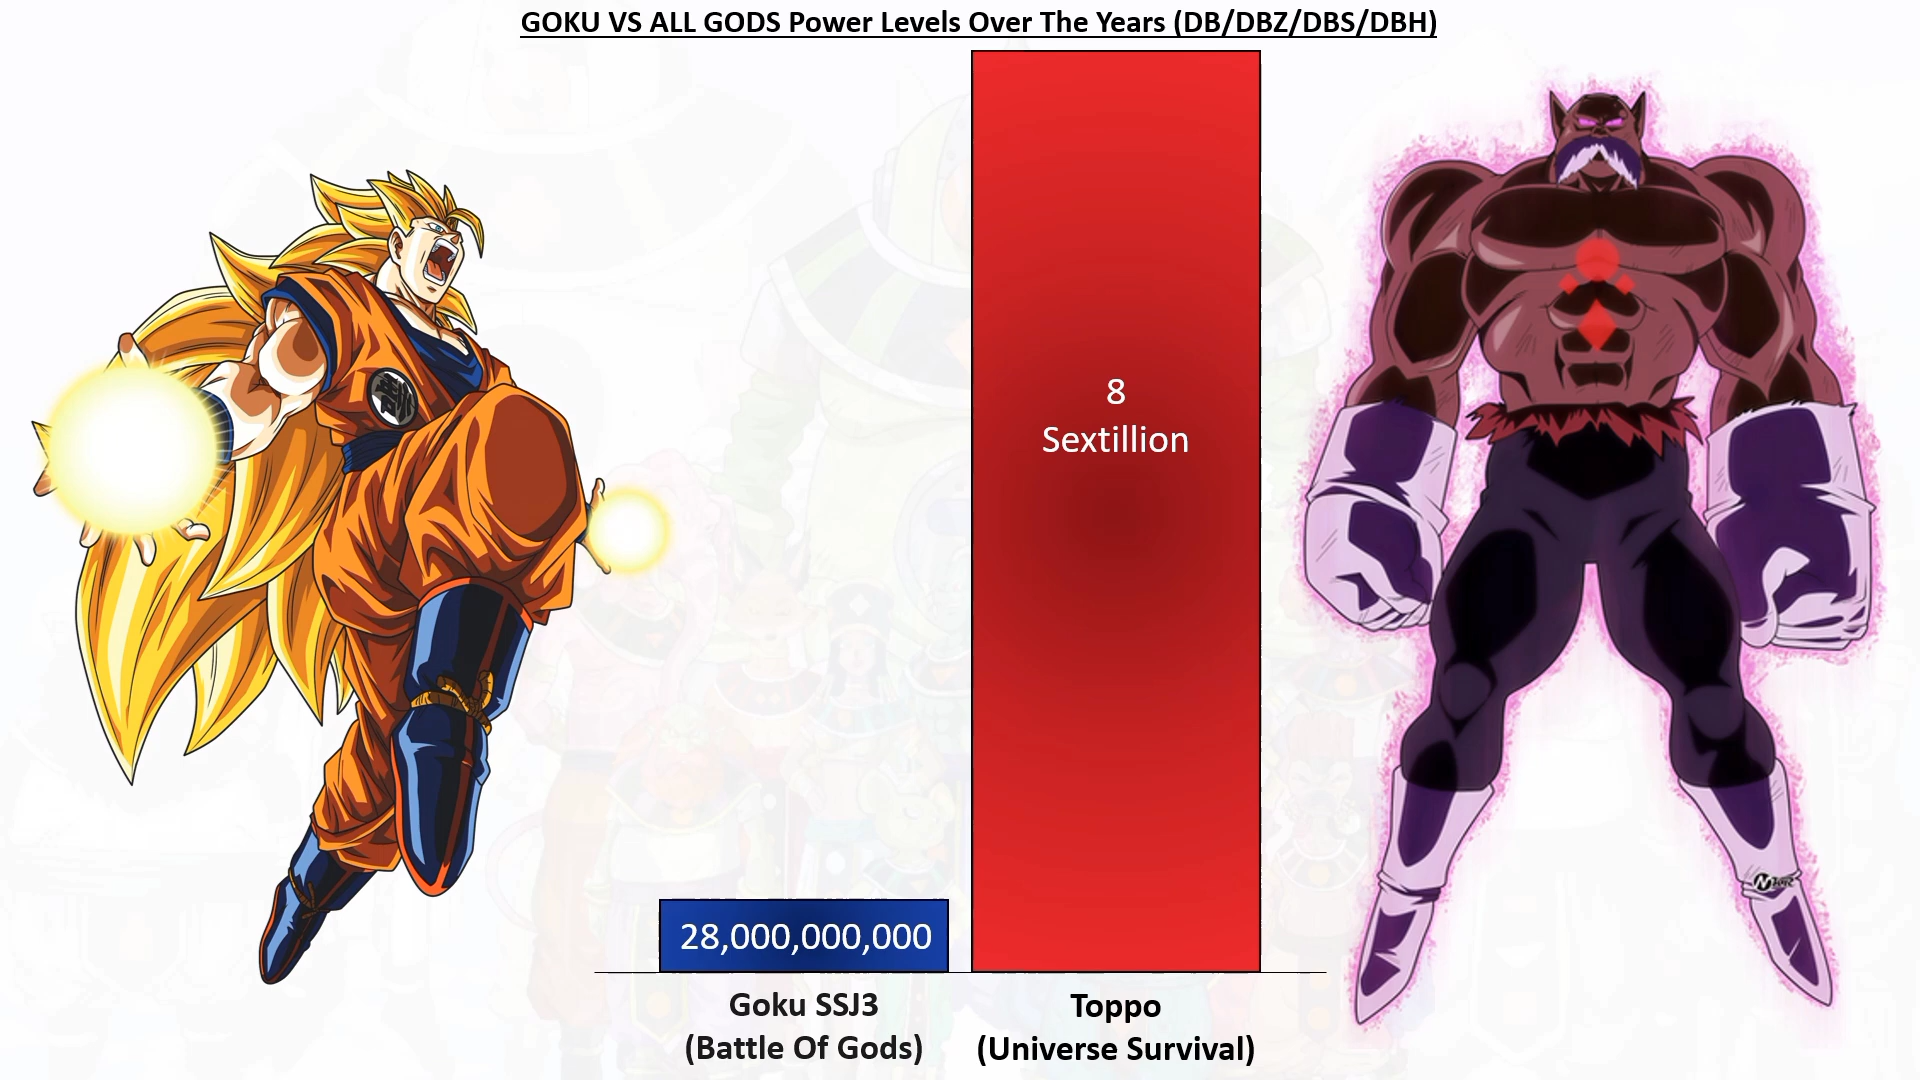 GOKU VS ALL GODS Power Levels Over The Years (DB/DBZ/DBS/DBH)
8
Sextillion
28,000,000,000
Goku SSJ3
(Battle Of Gods)
Toppo
(Universe Survival)